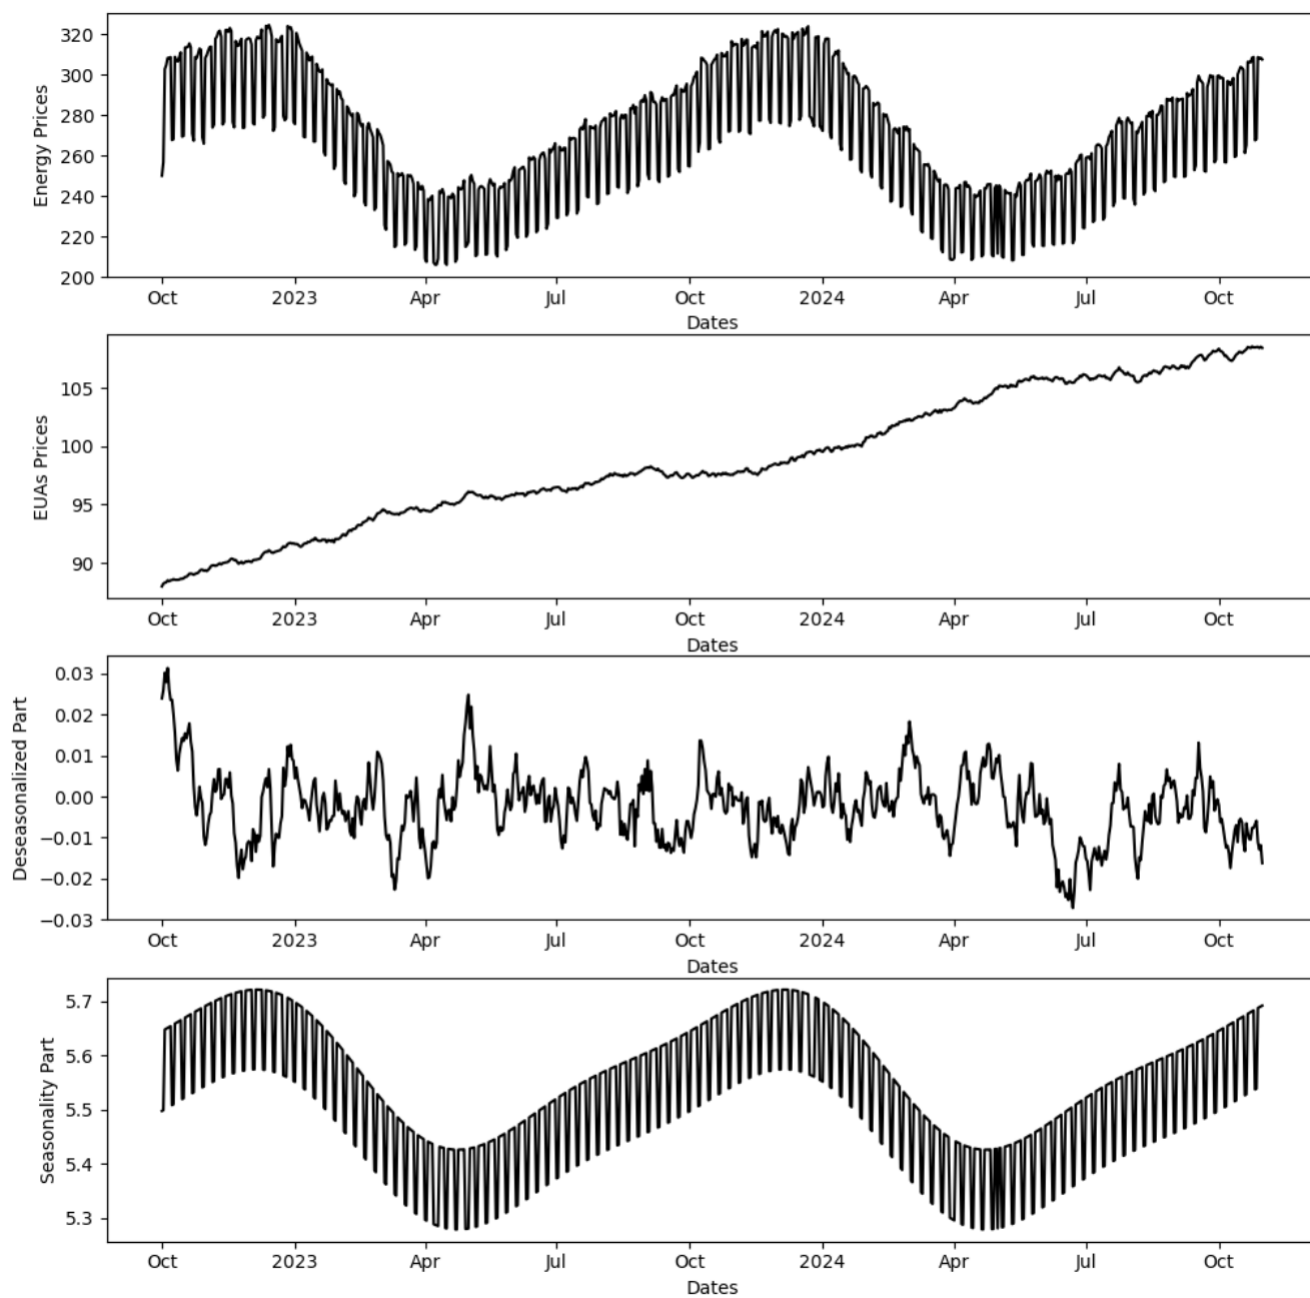 Energy Prices
320
300
280
260
240
220
200
Oct 2023 Apr Jul Oct 2024 Apr Jul Oct
Dates
EUAs Prices
105
100
95
90
Oct 2023 Apr Jul Oct 2024 Apr Jul Oct
Dates
Deseasonalized Part
0.03
0.02
0.01
0.00
−0.01
−0.02
−0.03
Oct 2023 Apr Jul Oct 2024 Apr Jul Oct
Dates
Seasonality Part
5.7
5.6
5.5
5.4
5.3
Oct 2023 Apr Jul Oct 2024 Apr Jul Oct
Dates